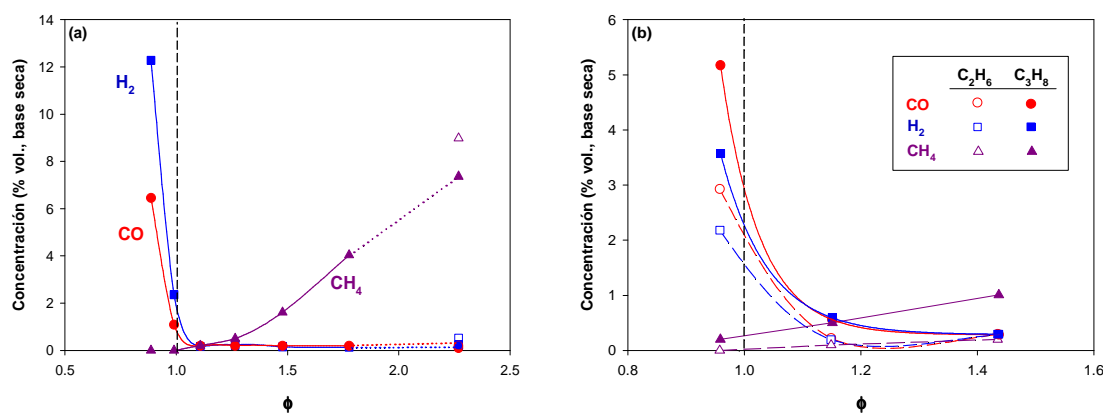 (a)
Concentración (% vol., base seca)
14
12
10
8
6
4
2
0
H2
CO
CH4
0.5 1.0 1.5 2.0 2.5
ϕ
(b)
Concentración (% vol., base seca)
6
5
4
3
2
1
0
C2H6 C3H8
CO
H2
CH4
0.8 1.0 1.2 1.4 1.6
ϕ